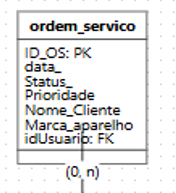 ordem_servico
ID_OS: PK
data_
Status_
Prioridade
Nome_Cliente
Marca_aparelho
idUsuario: FK
(0, n)